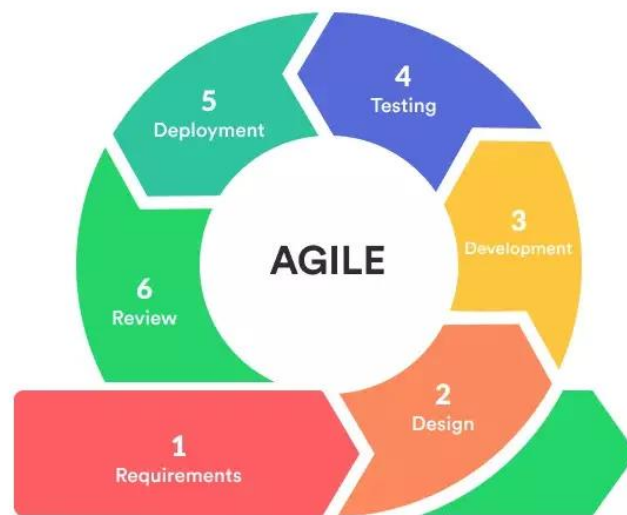 AGILE
1
Requirements
2
Design
3
Development
4
Testing
5
Deployment
6
Review